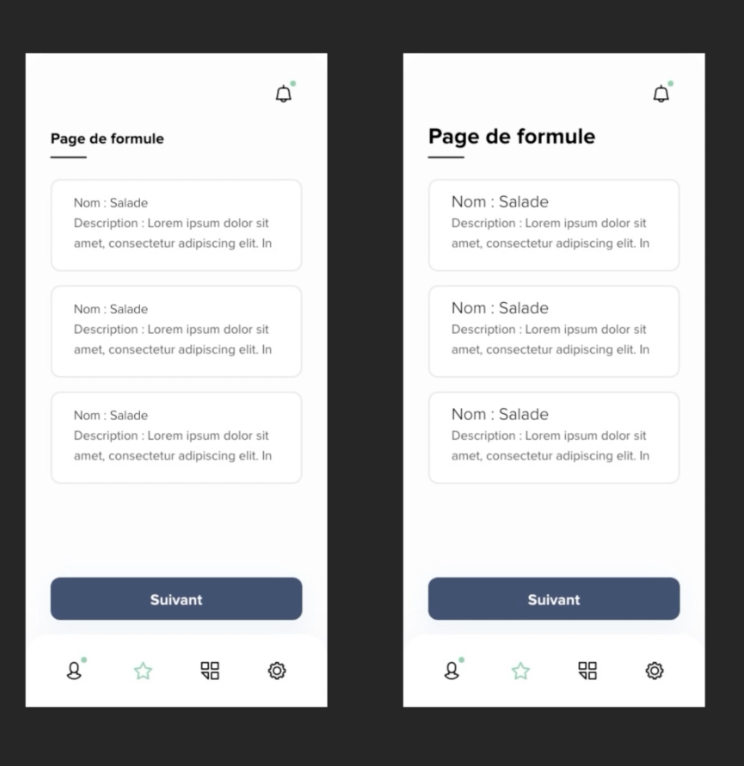 Page de formule
Nom : Salade
Description : Lorem ipsum dolor sit
amet, consectetur adipiscing elit. In
Nom : Salade
Description : Lorem ipsum dolor sit
amet, consectetur adipiscing elit. In
Nom : Salade
Description : Lorem ipsum dolor sit
amet, consectetur adipiscing elit. In
Suivant
Page de formule
Nom : Salade
Description : Lorem ipsum dolor sit
amet, consectetur adipiscing elit. In
Nom : Salade
Description : Lorem ipsum dolor sit
amet, consectetur adipiscing elit. In
Nom : Salade
Description : Lorem ipsum dolor sit
amet, consectetur adipiscing elit. In
Suivant